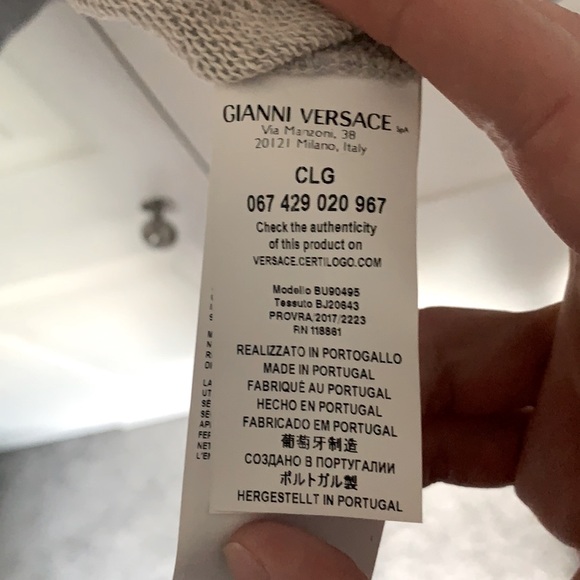 GIANNI VERSACE SpA
Via Manzoni, 38
20121 Milano, Italy
CLG
067 429 020 967
Check the authenticity
of this product on
VERSACE.CERTILOGO.COM
Modello BU90495
Tessuto BJ20643
PROVRA/2017/2223
RN 118861
REALIZZATO IN PORTOGALLO
MADE IN PORTUGAL
FABRIQUÉ AU PORTUGAL
HECHO EN PORTUGAL
FABRICADO EM PORTUGAL
葡萄牙制造
СОЗДАНО В ПОРТУГАЛИИ
ポルトガル製
HERGESTELLT IN PORTUGAL